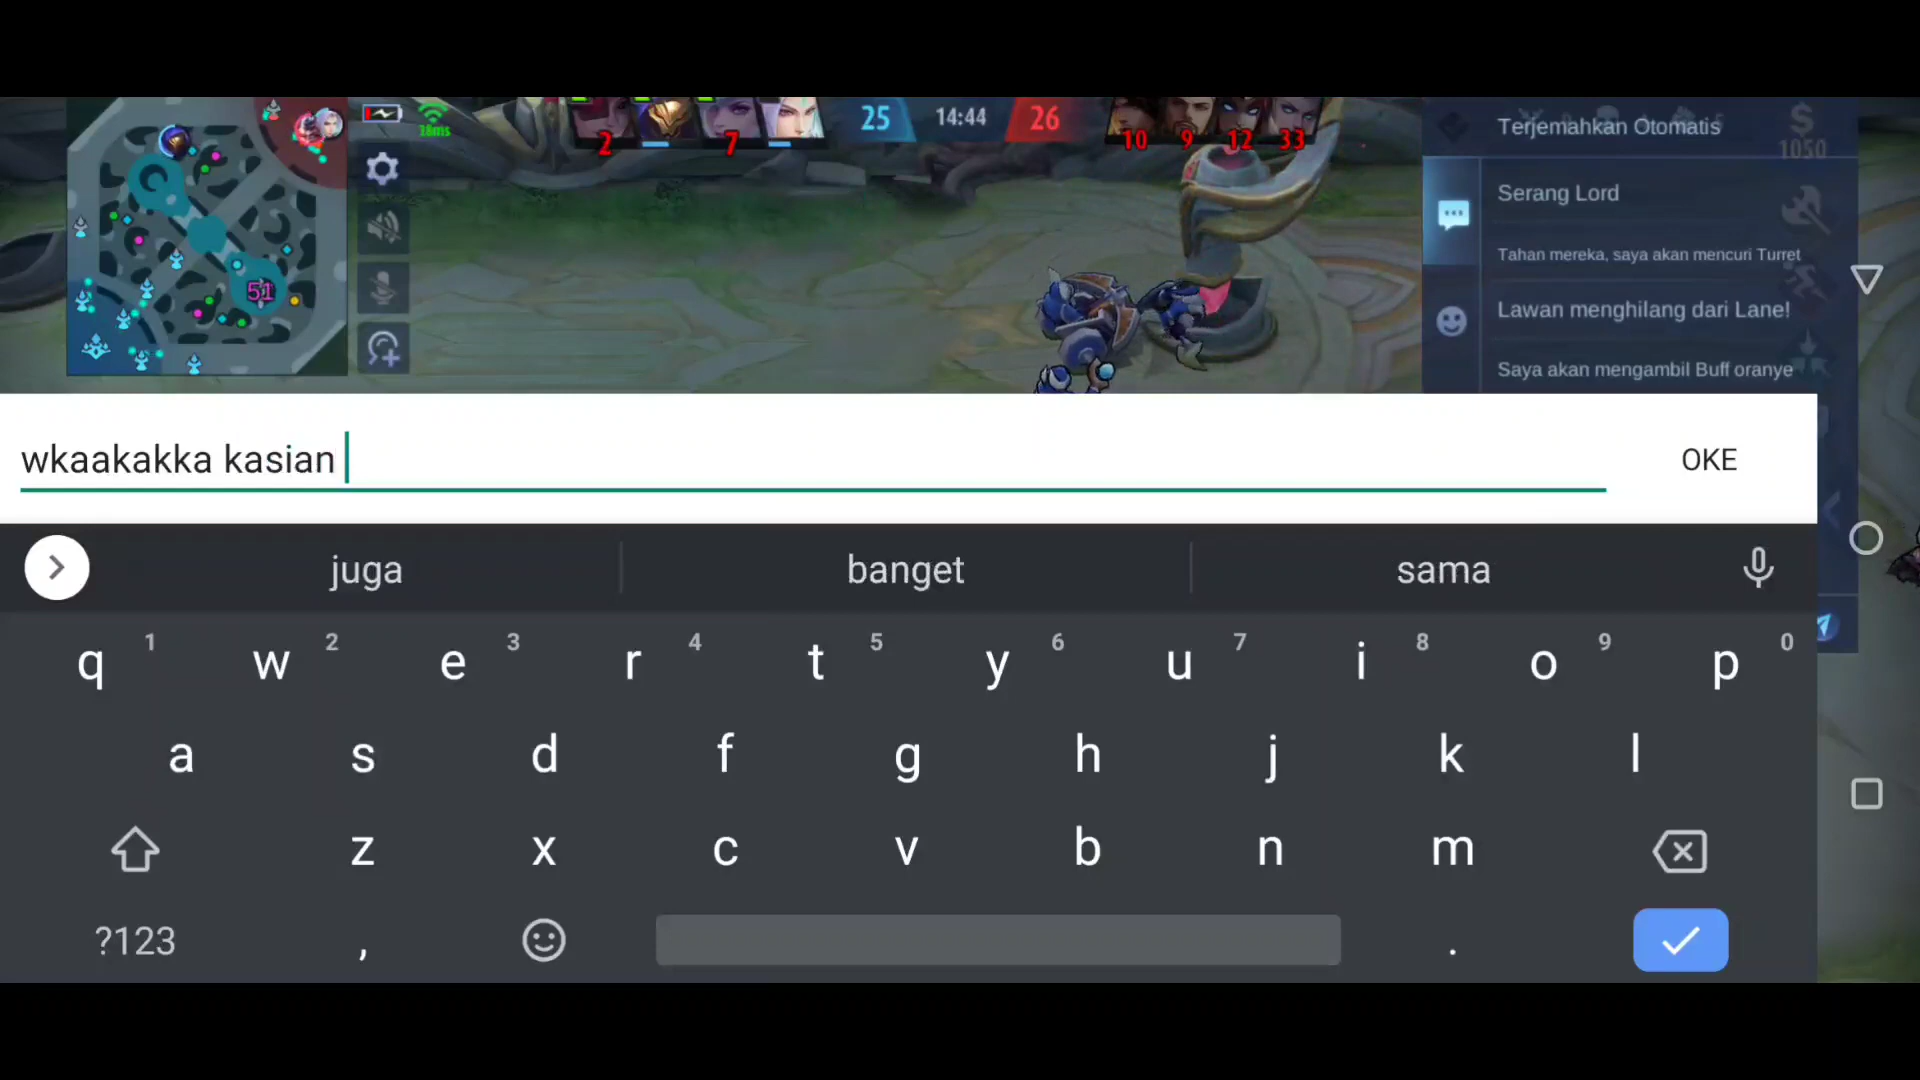 18ms
2
7
25
14:44
26
10
9
12
33
1050
51
Terjemahkan Otomatis
Serang Lord
Tahan mereka, saya akan mencuri Turret
Lawan menghilang dari Lane!
Saya akan mengambil Buff oranye
wkaakakka kasian
OKE
juga banget sama
q 1 w 2 e 3 r 4 t 5 y 6 u 7 i 8 o 9 p 0
a s d f g h j k l
z x c v b n m
?123 , .